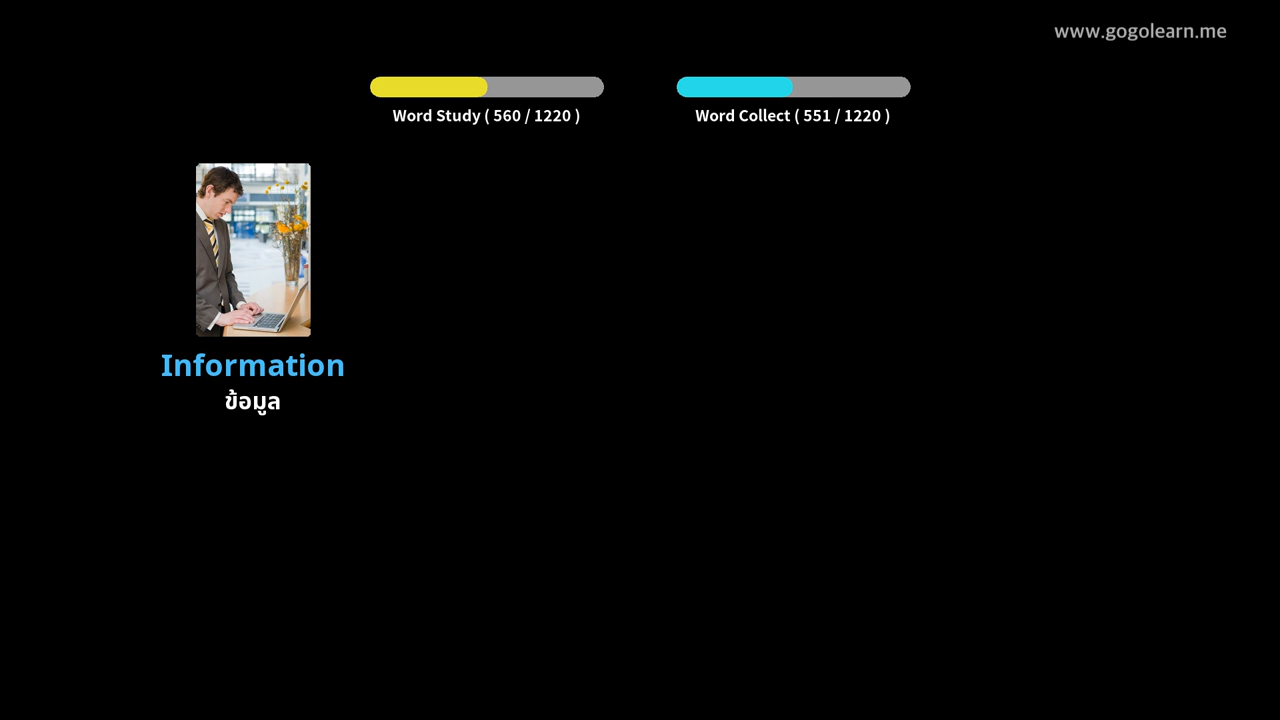 www.gogolearn.me
Word Study ( 560 / 1220 )
Word Collect ( 551 / 1220 )
Information
ข้อมูล